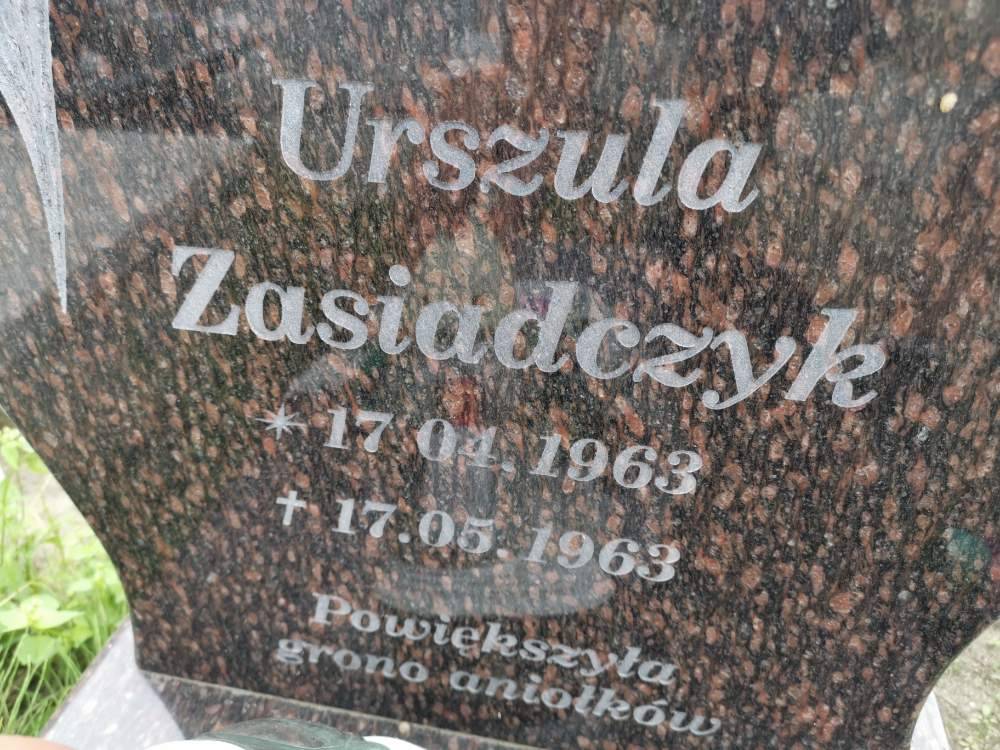 Urszula
Zasiadczyk
* 17 04. 1963
† 17.05. 1963
Powiększyła
grono aniołków